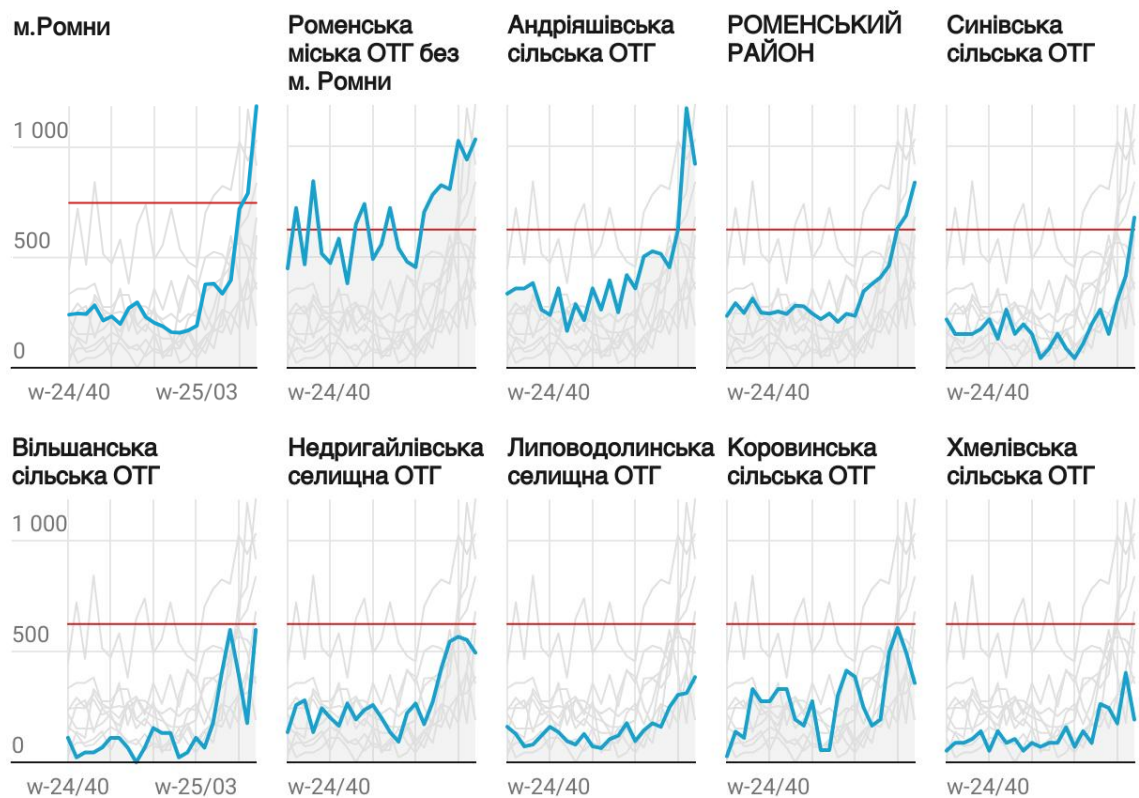 м.Ромни
Роменська
міська ОТГ без
м. Ромни
Андріяшівська
сільська ОТГ
РОМЕНСЬКИЙ
РАЙОН
Синівська
сільська ОТГ
1 000
500
0
w-24/40
w-25/03
w-24/40
w-24/40
w-24/40
w-24/40
Вільшанська
сільська ОТГ
Недригайлівська
селищна ОТГ
Липоводолинська
селищна ОТГ
Коровинська
сільська ОТГ
Хмелівська
сільська ОТГ
1 000
500
0
w-24/40
w-25/03
w-24/40
w-24/40
w-24/40
w-24/40